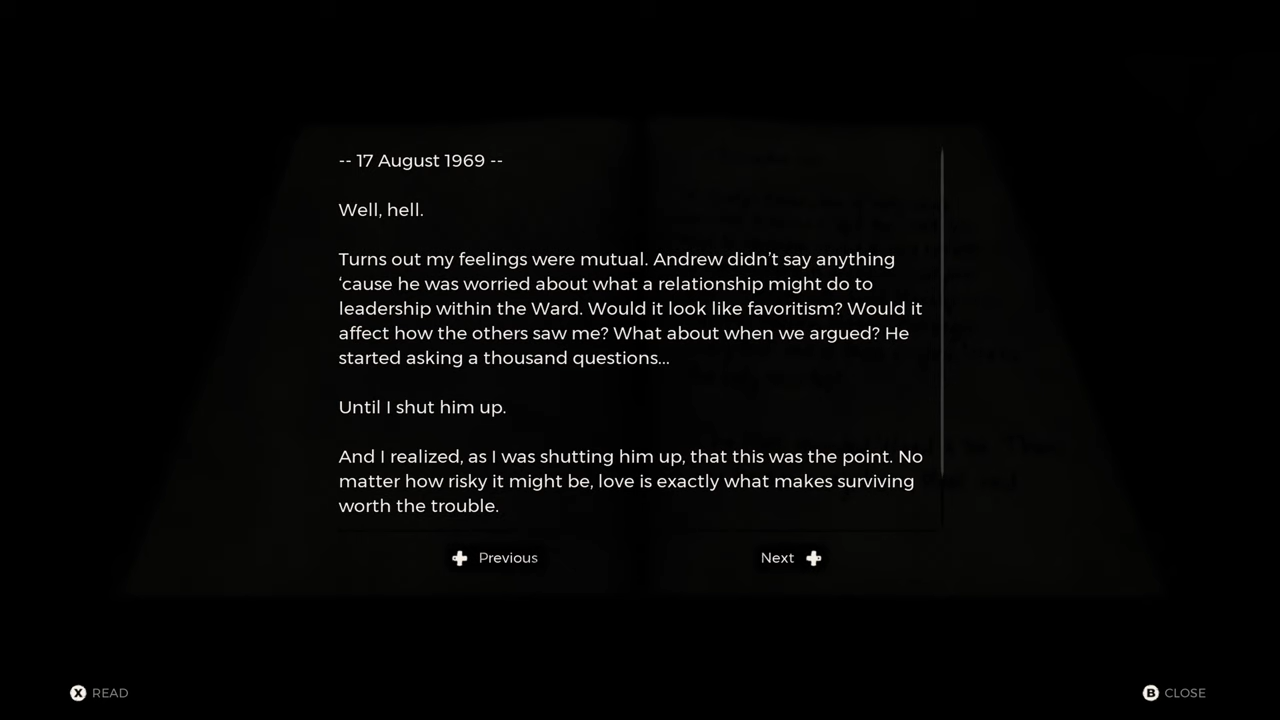 -- 17 August 1969 --
Well, hell.
Turns out my feelings were mutual. Andrew didn’t say anything
‘cause he was worried about what a relationship might do to
leadership within the Ward. Would it look like favoritism? Would it
affect how the others saw me? What about when we argued? He
started asking a thousand questions...
Until I shut him up.
And I realized, as I was shutting him up, that this was the point. No
matter how risky it might be, love is exactly what makes surviving
worth the trouble.
Previous
Next
X READ
B CLOSE